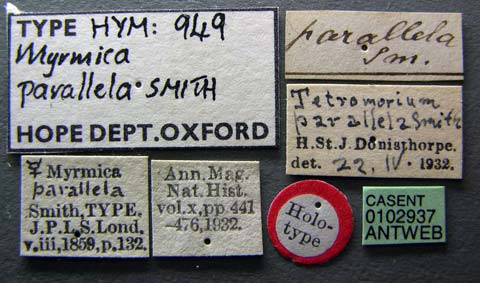 TYPE HYM: 949
Myrmica
parallela. SMITH
HOPE DEPT. OXFORD
parallela
Sm.
Tetromorium
parallela Smith
H. St. J. Donisthorpe.
det. 22. IV. 1932.
☿ Myrmica
parallela
Smith, TYPE,
J.P.L.S. Lond.
v.iii, 1859, p.132.
Ann. Mag.
Nat. Hist.
vol.x, pp. 441
-476, 1932.
Holo-
type
CASENT
0102937
ANTWEB